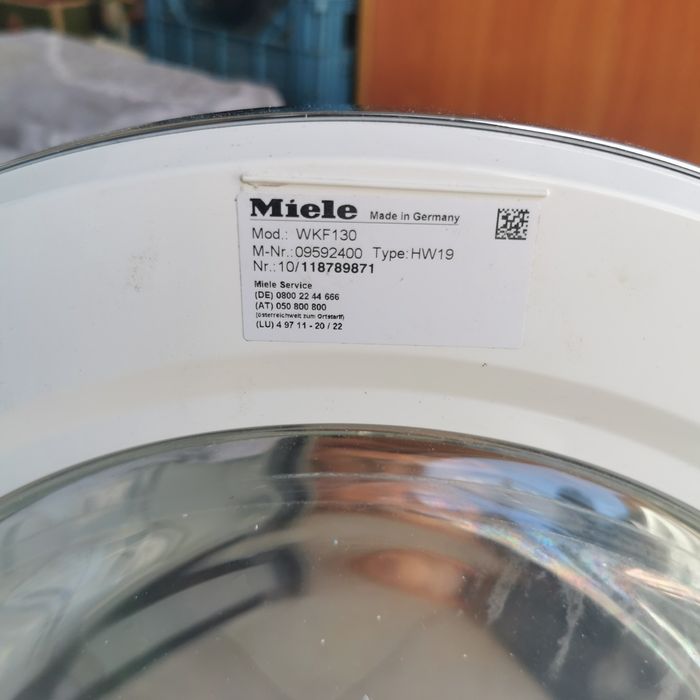 Miele Made in Germany
Mod.: WKF130
M-Nr.:09592400 Type:HW19
Nr.:10/118789871
Miele Service
(DE) 0800 22 44 666
(AT) 050 800 800
(österreichweit zum Ortstarif)
(LU) 4 97 11 - 20 / 22